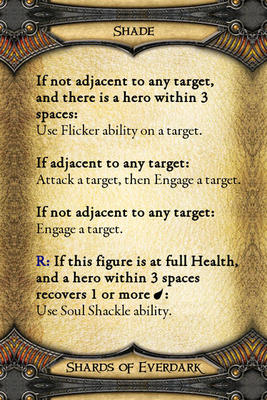 Shade
If not adjacent to any target,
and there is a hero within 3
spaces:
Use Flicker ability on a target.
If adjacent to any target:
Attack a target, then Engage a target.
If not adjacent to any target:
Engage a target.
R: If this figure is at full Health,
and a hero within 3 spaces
recovers 1 or more :
Use Soul Shackle ability.
Shards of Everdark